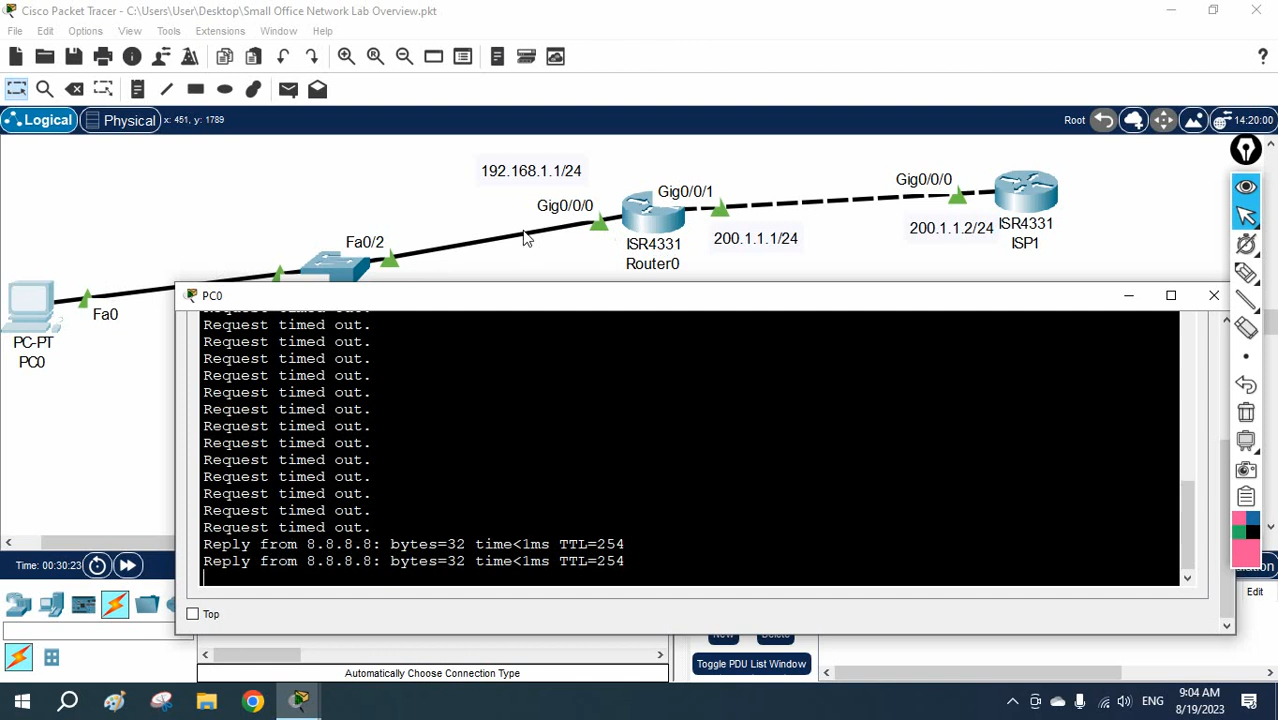 Cisco Packet Tracer - C:\Users\User\Desktop\Small Office Network Lab Overview.pkt
File Edit Options View Tools Extensions Window Help
Logical Physical x: 451, y: 1789 Root 14:20:00
192.168.1.1/24
Gig0/0/0 Gig0/0/1 Gig0/0/0
Fa0/2 ISR4331 200.1.1.1/24 200.1.1.2/24 ISR4331
Router0 ISP1
Fa0
PC-PT
PC0
PC0
Request timed out.
Request timed out.
Request timed out.
Request timed out.
Request timed out.
Request timed out.
Request timed out.
Request timed out.
Request timed out.
Request timed out.
Request timed out.
Request timed out.
Request timed out.
Request timed out.
Reply from 8.8.8.8: bytes=32 time<1ms TTL=254
Reply from 8.8.8.8: bytes=32 time<1ms TTL=254
Time: 00:30:23
Top
Edit
New Delete
Toggle PDU List Window
Automatically Choose Connection Type
ENG
9:04 AM
8/19/2023